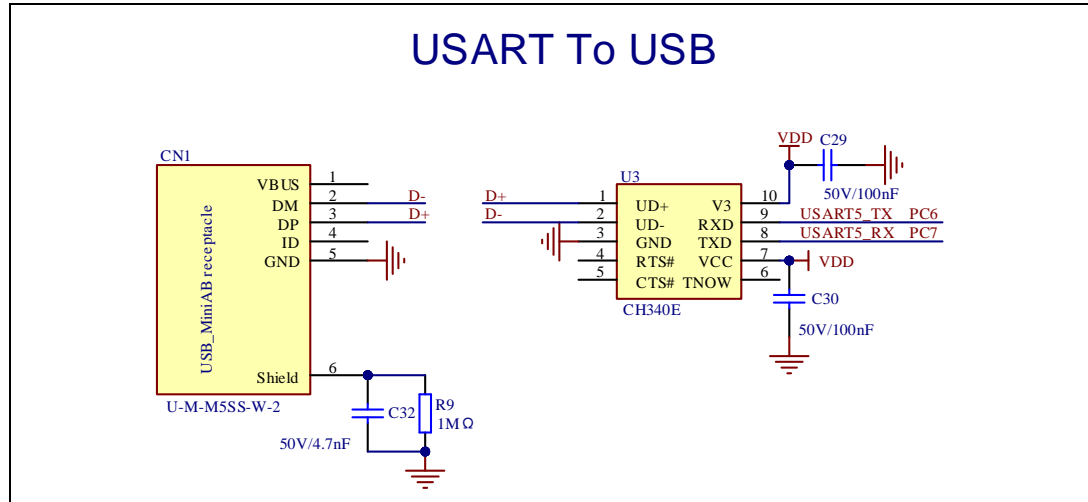 USART To USB
CN1
VBUS 1
DM 2 D-
DP 3 D+
ID 4
GND 5
USB_MiniAB receptacle
Shield 6
U-M-M5SS-W-2
C32
50V/4.7nF
R9
1MΩ
U3
D+ 1 UD+
D- 2 UD-
3 GND
4 RTS#
5 CTS#
V3 10
RXD 9 USART5_TX PC6
TXD 8 USART5_RX PC7
VCC 7 VDD
TNOW 6
CH340E
VDD
C29
50V/100nF
C30
50V/100nF